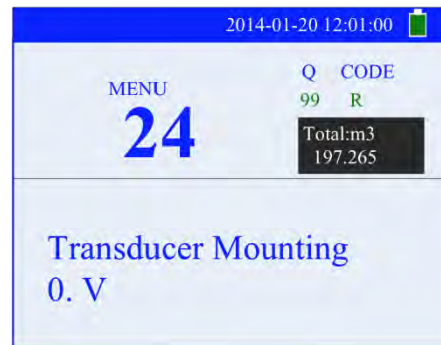 2014-01-20 12:01:00
MENU
24
Q CODE
99 R
Total:m3
197.265
Transducer Mounting
0. V